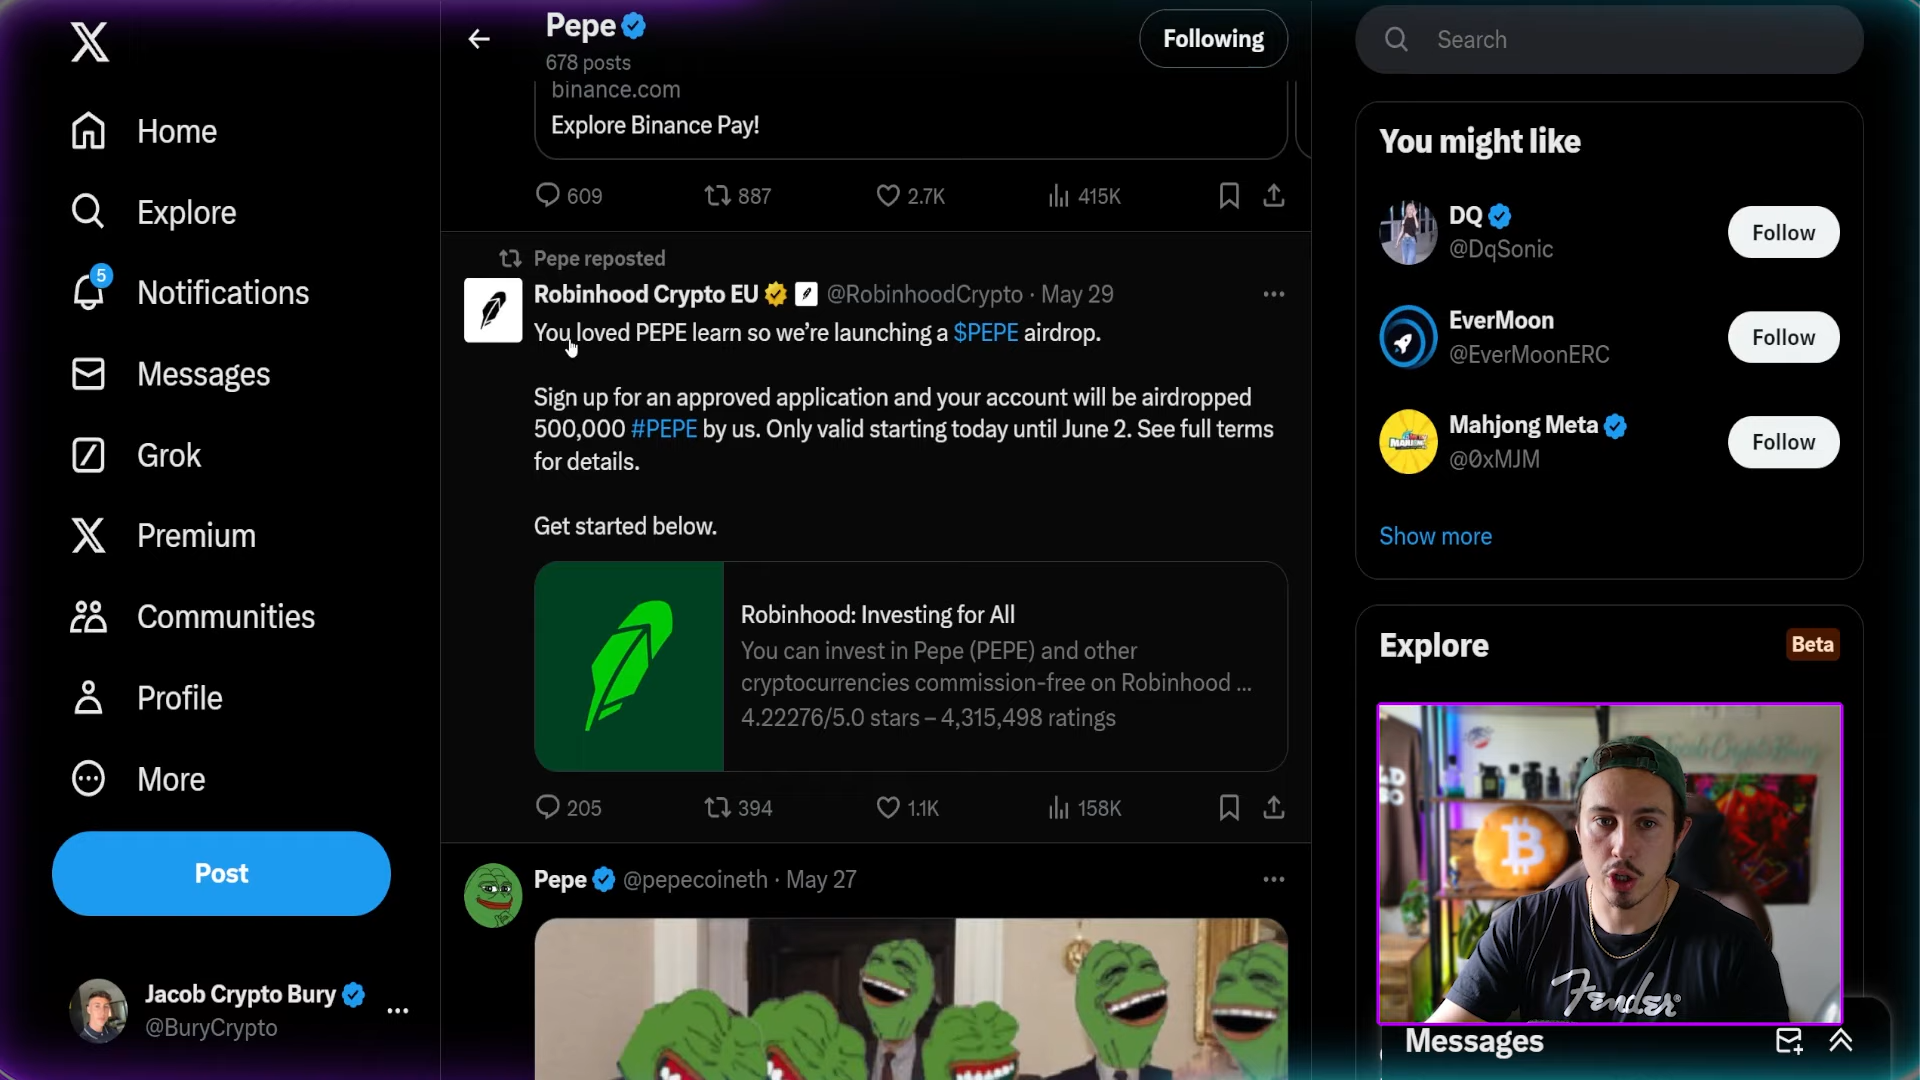 Home
Explore
5
Notifications
Messages
Grok
Premium
Communities
Profile
More
Post
Jacob Crypto Bury
@BuryCrypto
Pepe
678 posts
Following
binance.com
Explore Binance Pay!
609
887
2.7K
415K
Pepe reposted
Robinhood Crypto EU @RobinhoodCrypto · May 29
You loved PEPE learn so we’re launching a $PEPE airdrop.
Sign up for an approved application and your account will be airdropped
500,000 #PEPE by us. Only valid starting today until June 2. See full terms
for details.
Get started below.
Robinhood: Investing for All
You can invest in Pepe (PEPE) and other
cryptocurrencies commission-free on Robinhood ...
4.22276/5.0 stars – 4,315,498 ratings
205
394
1.1K
158K
Pepe @pepecoineth · May 27
Search
You might like
DQ
@DqSonic
Follow
EverMoon
@EverMoonERC
Follow
Mahjong Meta
@0xMJM
Follow
Show more
Explore
Beta
JacobCryptoBury
Fender
Messages